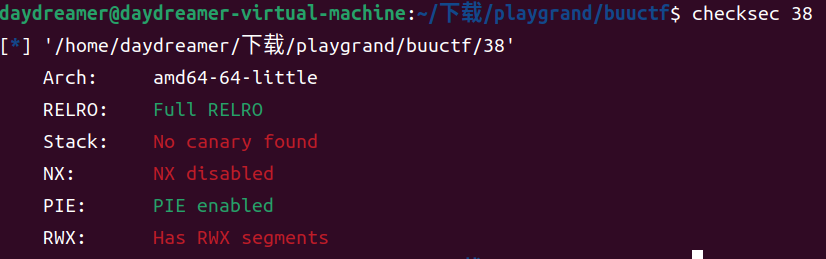 daydreamer@daydreamer-virtual-machine:~/下载/playgrand/buuctf$ checksec 38
[*] '/home/daydreamer/下载/playgrand/buuctf/38'
Arch: amd64-64-little
RELRO: Full RELRO
Stack: No canary found
NX: NX disabled
PIE: PIE enabled
RWX: Has RWX segments